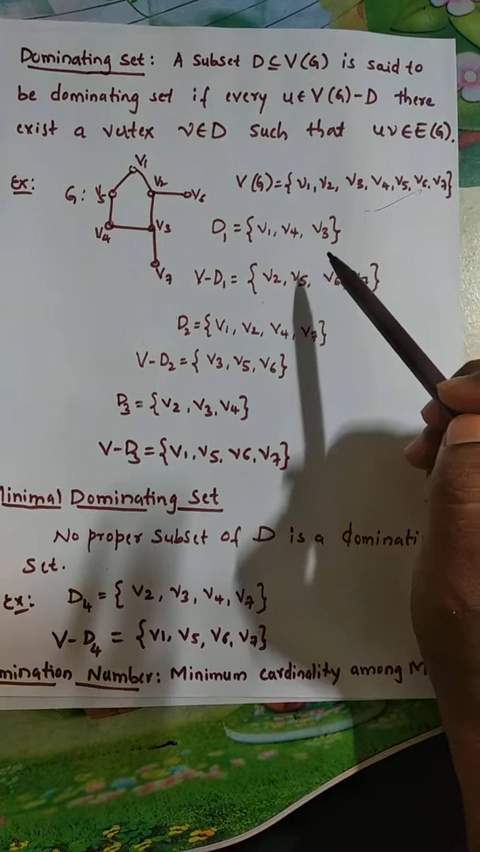 Dominating Set: A Subset D⊆V(G) is said to
be dominating set if every u∈V(G)-D there
exist a vertex v∈D such that uv∈E(G).
Ex: G: V1 V2 V6 V5 V4 V3 V7
V(G)={V1,V2, V3, V4, V5, V6, V7}
D1={V1, V4, V3}
V-D1 = { V2, V5, V6, V7}
D2={V1, V2, V4, V7}
V-D2={ V3, V5, V6}
D3={V2, V3, V4}
V-D3={V1, V5, V6, V7}
Minimal Dominating Set
No proper Subset of D is a dominati
Set.
Ex: D4={ V2, V3, V4, V7}
V-D4 = {V1, V5, V6, V7}
mination Number: Minimum cardinality among M